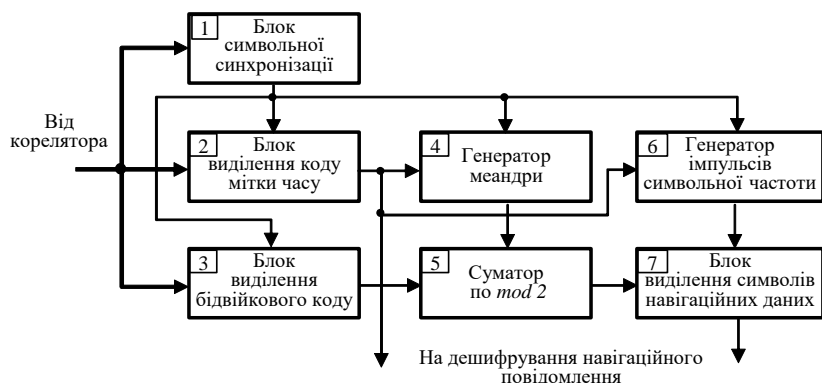 1
Блок
символьної
синхронізації
Від
корелятора
2
Блок
виділення коду
мітки часу
4
Генератор
меандри
6
Генератор
імпульсів
символьної частоти
3
Блок
виділення
бідвійкового коду
5
Суматор
по mod 2
7
Блок
виділення символів
навігаційних даних
На дешифрування навігаційного
повідомлення